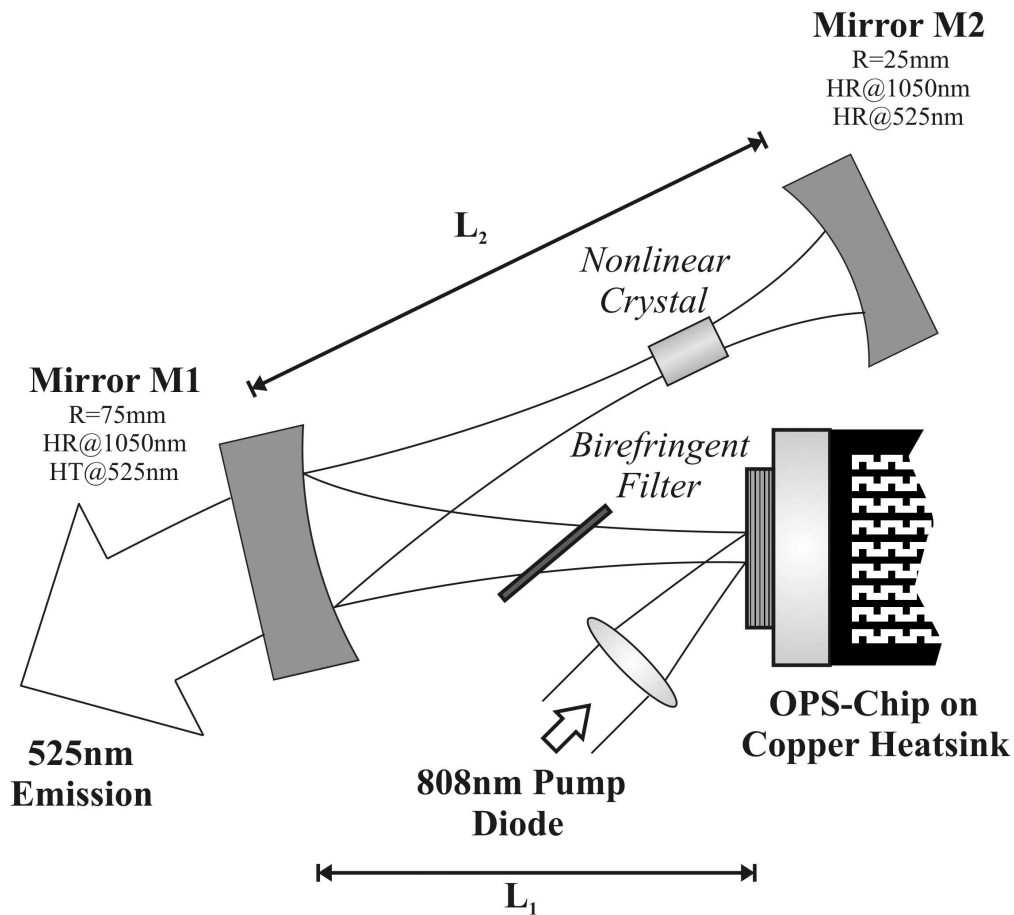 Mirror M2
R=25mm
HR@1050nm
HR@525nm
L₂
Nonlinear
Crystal
Mirror M1
R=75mm
HR@1050nm
HT@525nm
Birefringent
Filter
525nm
Emission
808nm Pump
Diode
OPS-Chip on
Copper Heatsink
L₁